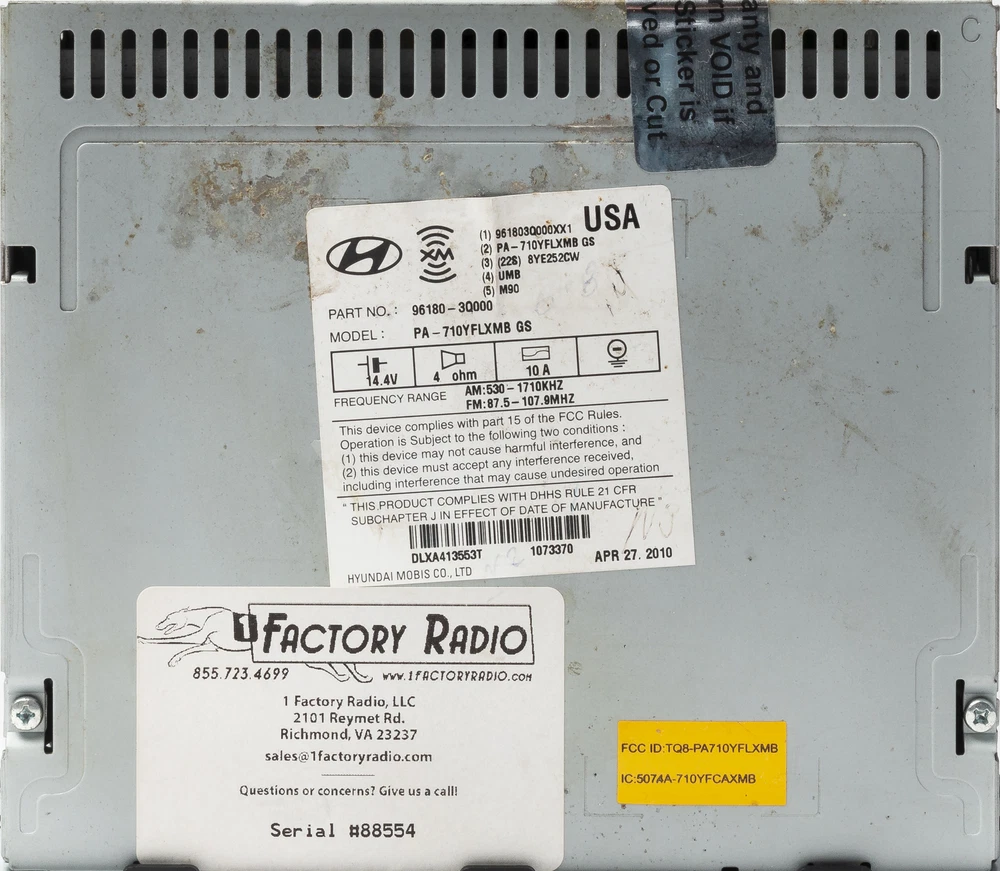 C
anty and
rn VOID if
Sticker is
ved or Cut
USA
XM
(1) 961803Q000XX1
(2) PA-710YFLXMB GS
(3) (22S) 8YE252CW
(4) UMB
(5) M90
PART NO.: 96180-3Q000
MODEL : PA-710YFLXMB GS
14.4V 4 ohm 10 A
FREQUENCY RANGE AM:530-1710KHZ
FM:87.5-107.9MHZ
This device complies with part 15 of the FCC Rules.
Operation is Subject to the following two conditions :
(1) this device may not cause harmful interference, and
(2) this device must accept any interference received,
including interference that may cause undesired operation
" THIS PRODUCT COMPLIES WITH DHHS RULE 21 CFR
SUBCHAPTER J IN EFFECT OF DATE OF MANUFACTURE "
DLXA413553T 1073370 APR 27. 2010
HYUNDAI MOBIS CO., LTD
1 FACTORY RADIO
855.723.4699 www.1FACTORYRADIO.COM
1 Factory Radio, LLC
2101 Reymet Rd.
Richmond, VA 23237
sales@1factoryradio.com
Questions or concerns? Give us a call!
Serial #88554
FCC ID:TQ8-PA710YFLXMB
IC:5074A-710YFCAXMB